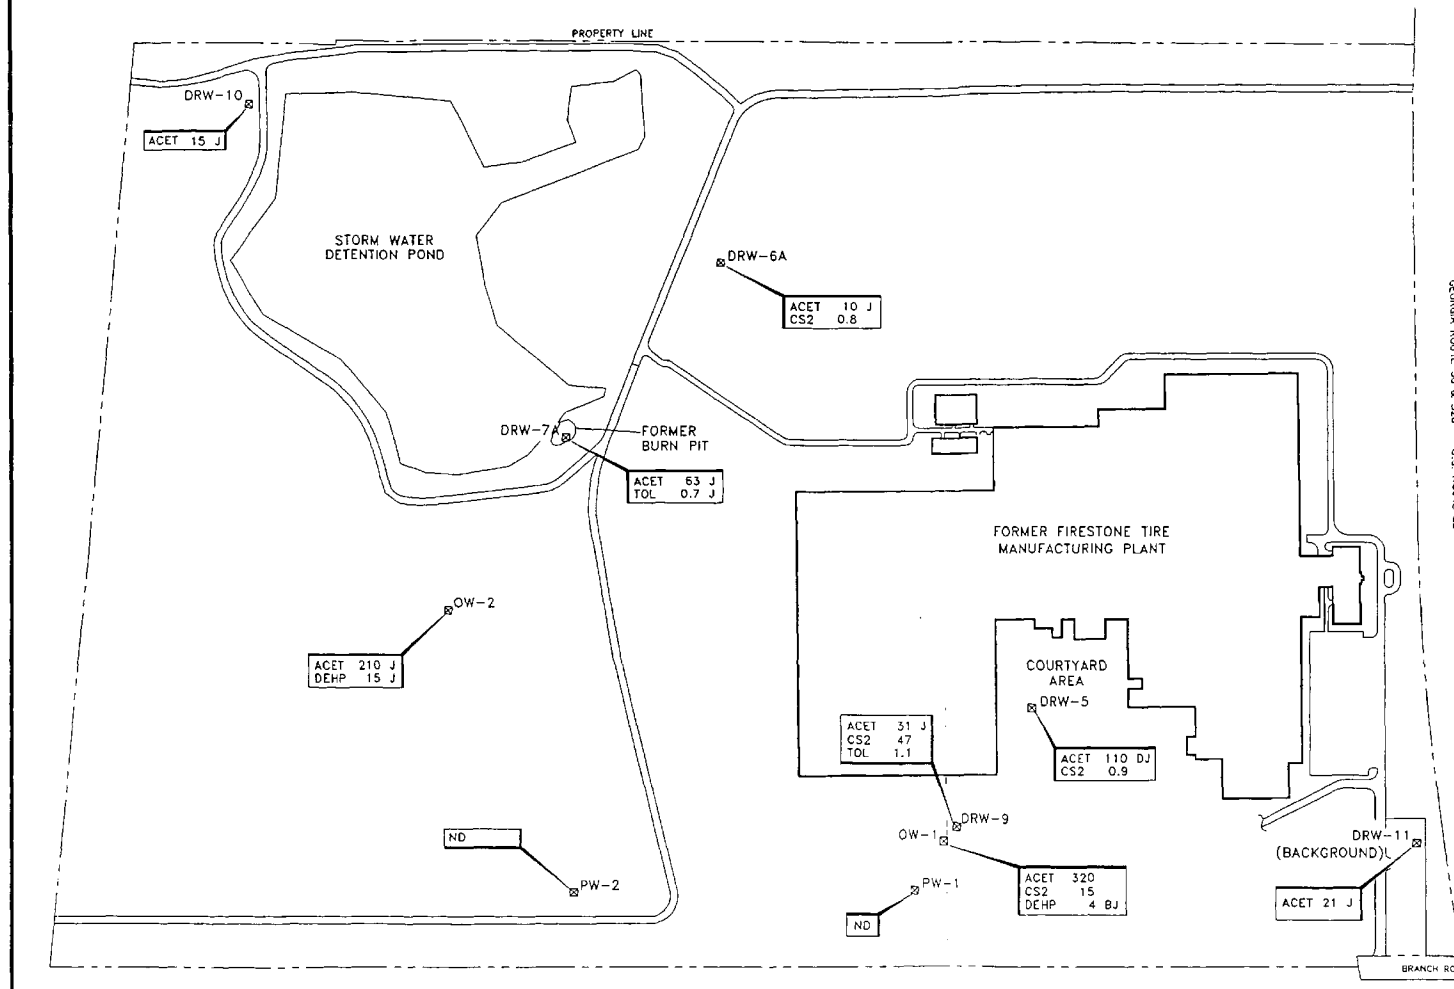 PROPERTY LINE
DRW-10
ACET 15 J
STORM WATER
DETENTION POND
DRW-6A
ACET 10 J
CS2 0.8
DRW-7A
FORMER
BURN PIT
ACET 63 J
TOL 0.7 J
FORMER FIRESTONE TIRE
MANUFACTURING PLANT
OW-2
ACET 210 J
DEHP 15 J
COURTYARD
AREA
DRW-5
ACET 31 J
CS2 47
TOL 1.1
ACET 110 DJ
CS2 0.9
DRW-9
OW-1
ND
PW-2
PW-1
ND
ACET 320
CS2 15
DEHP 4 BJ
DRW-11
(BACKGROUND)
ACET 21 J
BRANCH